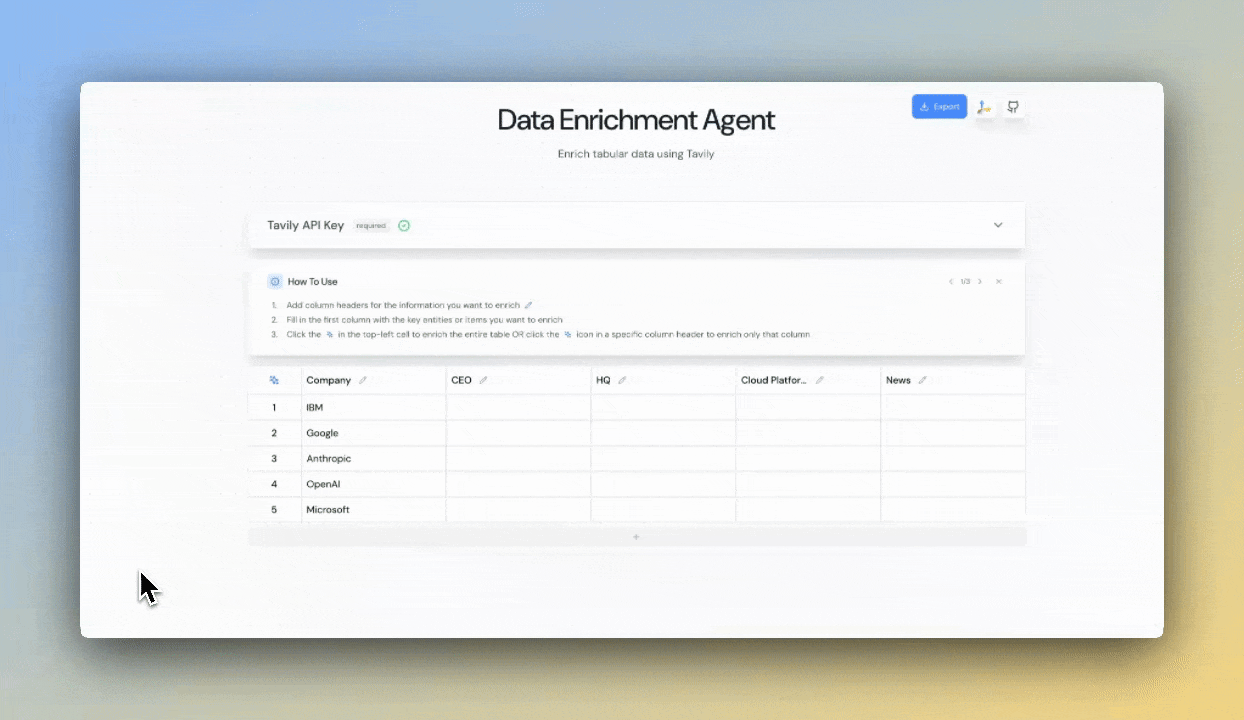 Data Enrichment Agent
Export
Enrich tabular data using Tavily
Tavily API Key required
How To Use
1/3
1. Add column headers for the information you want to enrich
2. Fill in the first column with the key entities or items you want to enrich
3. Click the in the top-left cell to enrich the entire table OR click the icon in a specific column header to enrich only that column.
Company CEO HQ Cloud Platfor... News
1 IBM
2 Google
3 Anthropic
4 OpenAI
5 Microsoft
+